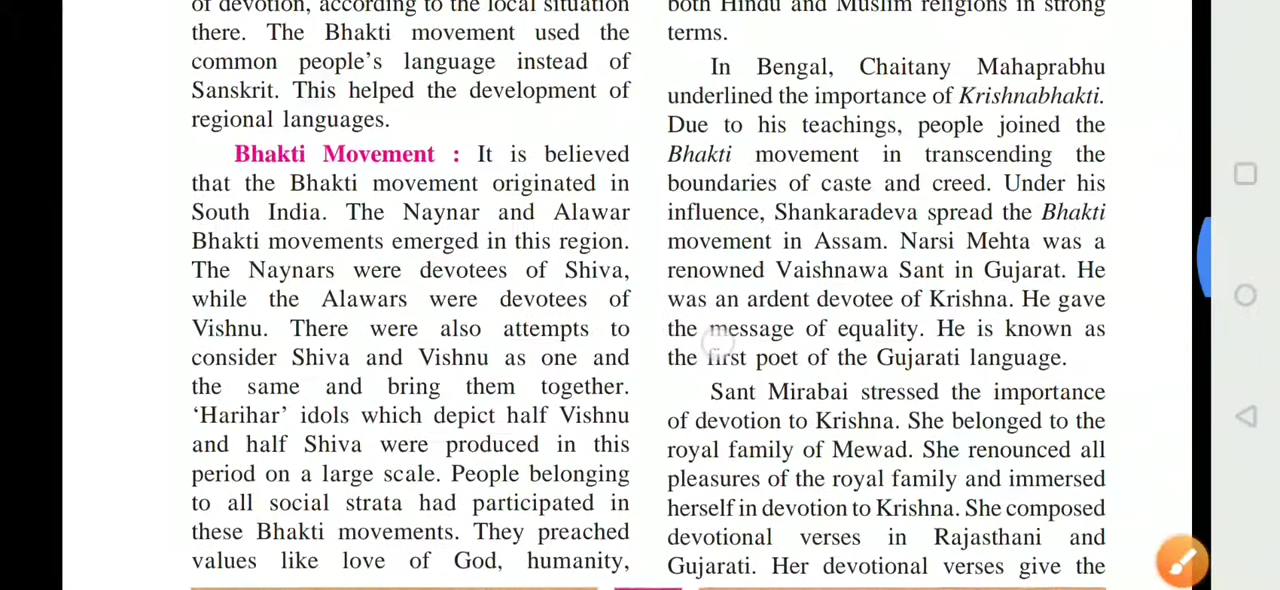 of devotion, according to the local situation
there. The Bhakti movement used the
common people's language instead of
Sanskrit. This helped the development of
regional languages.
Bhakti Movement : It is believed
that the Bhakti movement originated in
South India. The Naynar and Alawar
Bhakti movements emerged in this region.
The Naynars were devotees of Shiva,
while the Alawars were devotees of
Vishnu. There were also attempts to
consider Shiva and Vishnu as one and
the same and bring them together.
‘Harihar’ idols which depict half Vishnu
and half Shiva were produced in this
period on a large scale. People belonging
to all social strata had participated in
these Bhakti movements. They preached
values like love of God, humanity,
both Hindu and Muslim religions in strong
terms.
In Bengal, Chaitany Mahaprabhu
underlined the importance of Krishnabhakti.
Due to his teachings, people joined the
Bhakti movement in transcending the
boundaries of caste and creed. Under his
influence, Shankaradeva spread the Bhakti
movement in Assam. Narsi Mehta was a
renowned Vaishnawa Sant in Gujarat. He
was an ardent devotee of Krishna. He gave
the message of equality. He is known as
the first poet of the Gujarati language.
Sant Mirabai stressed the importance
of devotion to Krishna. She belonged to the
royal family of Mewad. She renounced all
pleasures of the royal family and immersed
herself in devotion to Krishna. She composed
devotional verses in Rajasthani and
Gujarati. Her devotional verses give the